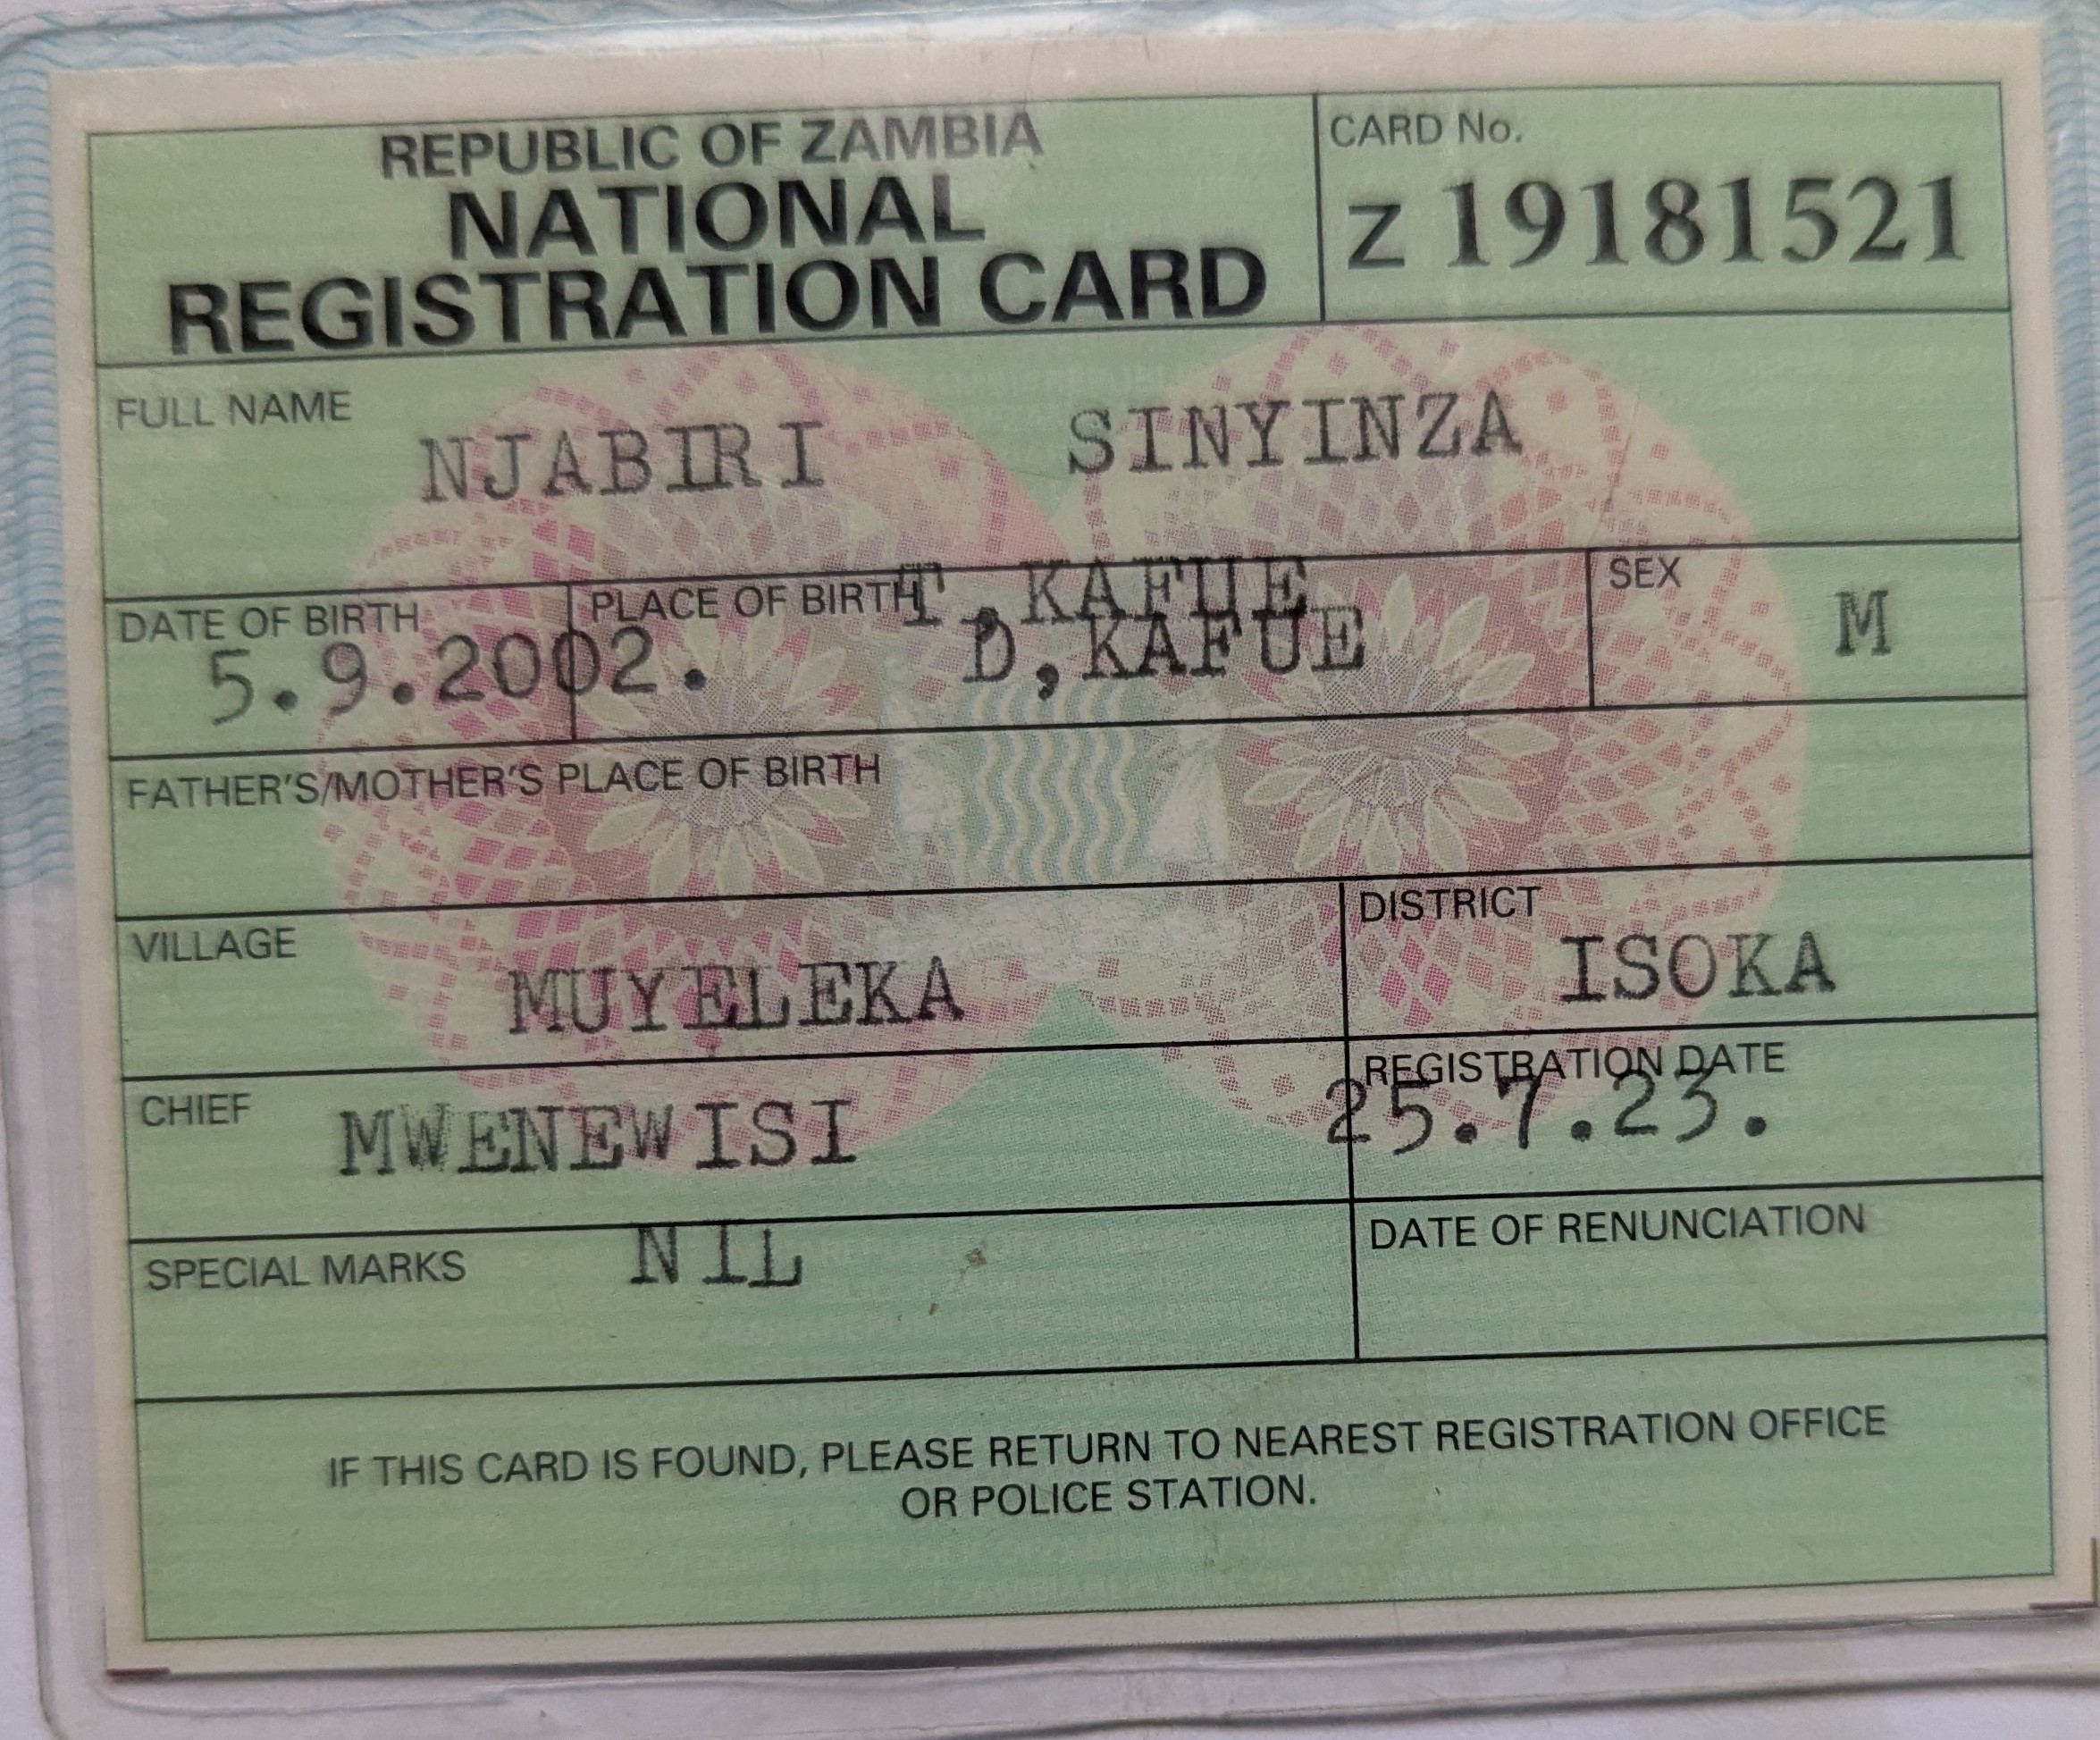 REPUBLIC OF ZAMBIA
NATIONAL
REGISTRATION CARD
CARD No.
Z 19181521
FULL NAME
NJABIRI SINYINZA
DATE OF BIRTH
5.9.2002.
PLACE OF BIRTH
T,KAFUE
D,KAFUE
SEX
M
FATHER'S/MOTHER'S PLACE OF BIRTH
VILLAGE
MUYELEKA
DISTRICT
ISOKA
CHIEF
MWENEWISI
REGISTRATION DATE
25.7.23.
SPECIAL MARKS
NIL
DATE OF RENUNCIATION
IF THIS CARD IS FOUND, PLEASE RETURN TO NEAREST REGISTRATION OFFICE
OR POLICE STATION.